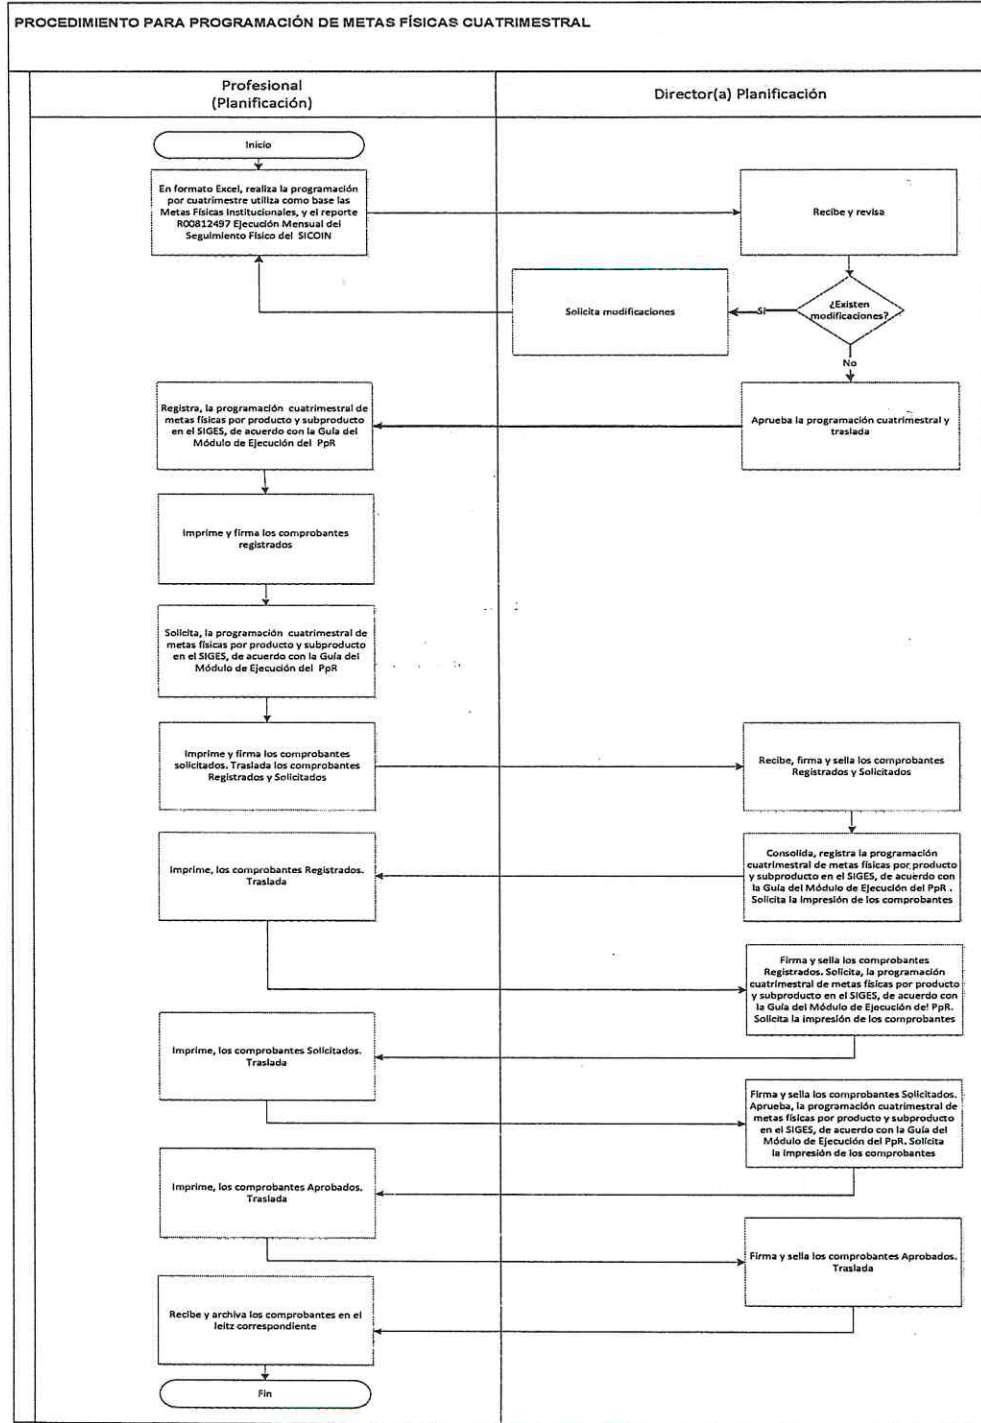 PROCEDIMIENTO PARA PROGRAMACIÓN DE METAS FÍSICAS CUATRIMESTRAL
Profesional
(Planificación)
Director(a) Planificación
Inicio
En formato Excel, realiza la programación
por cuatrimestre utiliza como base las
Metas Físicas Institucionales, y el reporte
R00812497 Ejecución Mensual del
Seguimiento Físico del SICOIN
Recibe y revisa
¿Existen
modificaciones?
Si
Solicita modificaciones
No
Aprueba la programación cuatrimestral y
traslada
Registra, la programación cuatrimestral de
metas físicas por producto y subproducto
en el SIGES, de acuerdo con la Guía del
Módulo de Ejecución del PpR
Imprime y firma los comprobantes
registrados
Solicita, la programación cuatrimestral de
metas físicas por producto y subproducto
en el SIGES, de acuerdo con la Guía del
Módulo de Ejecución del PpR
Imprime y firma los comprobantes
solicitados. Traslada los comprobantes
Registrados y Solicitados
Recibe, firma y sella los comprobantes
Registrados y Solicitados
Consolida, registra la programación
cuatrimestral de metas físicas por producto
y subproducto en el SIGES, de acuerdo con
la Guía del Módulo de Ejecución del PpR .
Solicita la impresión de los comprobantes
Imprime, los comprobantes Registrados.
Traslada
Firma y sella los comprobantes
Registrados. Solicita, la programación
cuatrimestral de metas físicas por producto
y subproducto en el SIGES, de acuerdo con
la Guía del Módulo de Ejecución del PpR.
Solicita la impresión de los comprobantes
Imprime, los comprobantes Solicitados.
Traslada
Firma y sella los comprobantes Solicitados.
Aprueba, la programación cuatrimestral de
metas físicas por producto y subproducto
en el SIGES, de acuerdo con la Guía del
Módulo de Ejecución del PpR. Solicita
la impresión de los comprobantes
Imprime, los comprobantes Aprobados.
Traslada
Firma y sella los comprobantes Aprobados.
Traslada
Recibe y archiva los comprobantes en el
leitz correspondiente
Fin